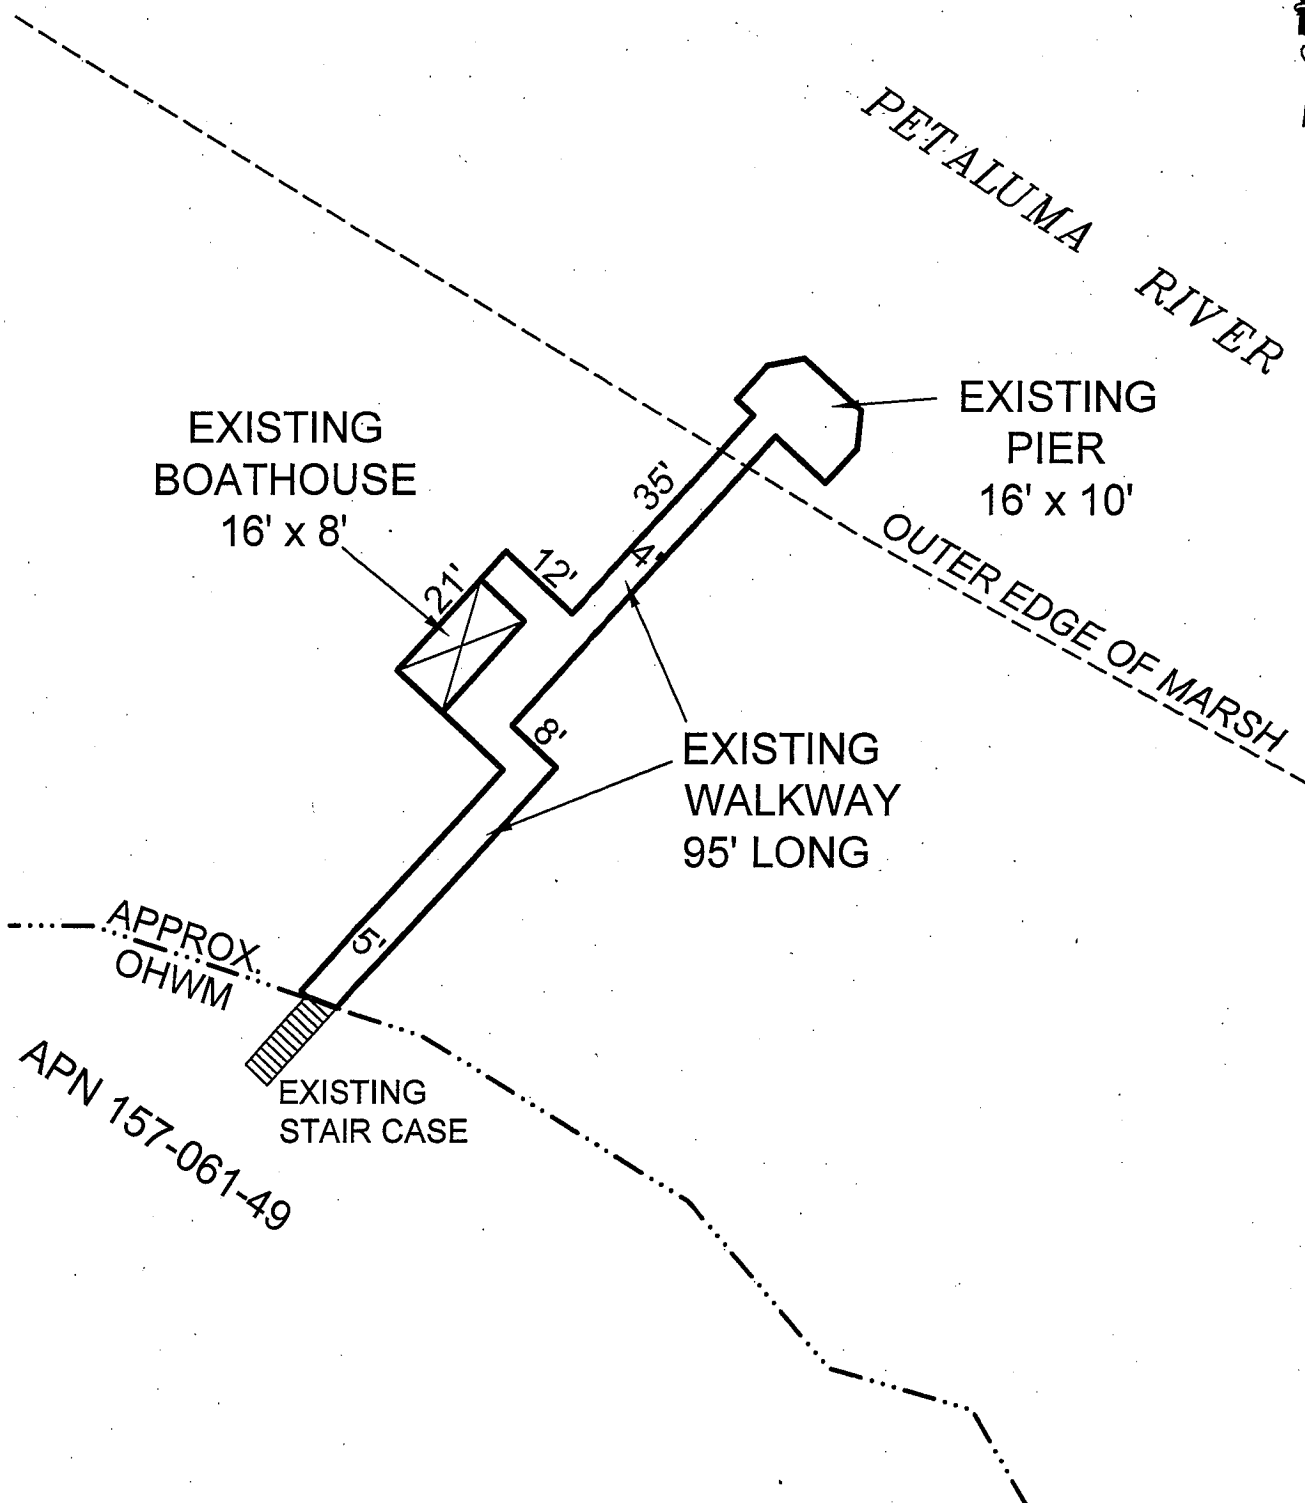 PETALUMA RIVER
EXISTING
PIER
16' x 10'
EXISTING
BOATHOUSE
16' x 8'
35'
4'
12'
21'
OUTER EDGE OF MARSH
8'
EXISTING
WALKWAY
95' LONG
5'
APPROX.
OHWM
EXISTING
STAIR CASE
APN 157-061-49